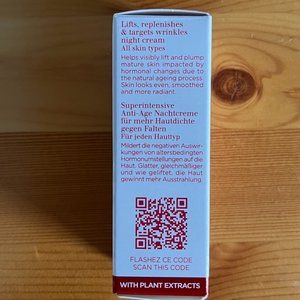 Lifts, replenishes
& targets wrinkles
night cream
All skin types
Helps visibly lift and plump
mature skin impacted by
hormonal changes due to
the natural ageing process.
Skin looks even, smoothed
and more radiant.
Superintensive
Anti-Age Nachtcreme
für mehr Hautdichte
gegen Falten
Für jeden Hauttyp
Mildert die negativen Auswir-
kungen von altersbedingten
Hormonumstellungen auf die
Haut. Glatter, gleichmäßiger
und wie geliftet, die Haut
gewinnt mehr Ausstrahlung.
FLASHEZ CE CODE
SCAN THIS CODE
WITH PLANT EXTRACTS